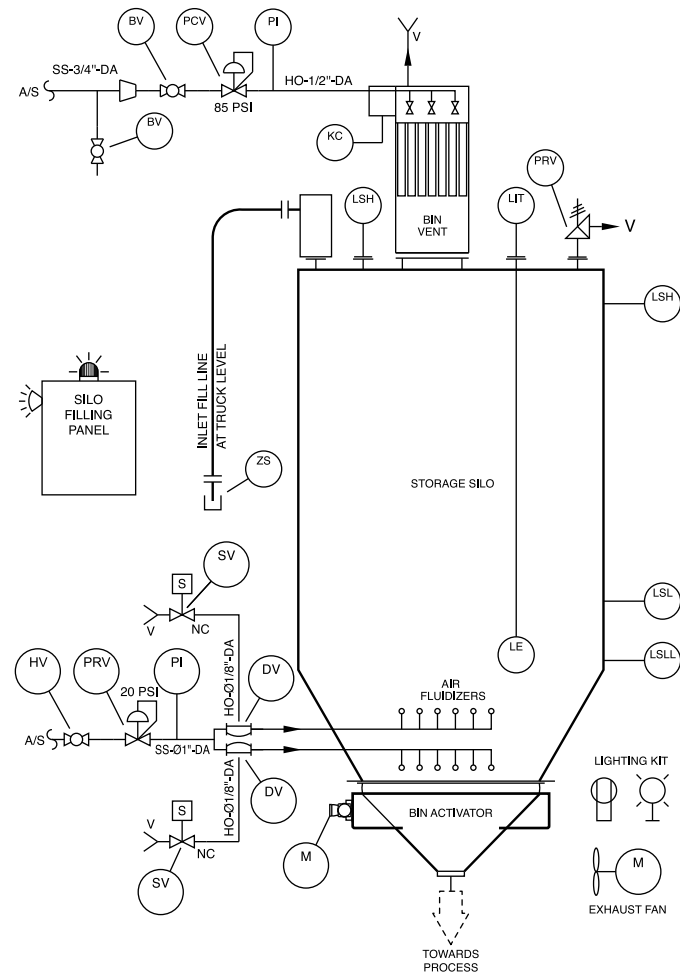 BV
PCV
PI
V
SS-3/4"-DA
HO-1/2"-DA
A/S
85 PSI
BV
KC
PRV
LSH
LIT
BIN
VENT
V
LSH
INLET FILL LINE
AT TRUCK LEVEL
SILO
FILLING
PANEL
ZS
STORAGE SILO
SV
S
V
NC
LSL
HO-Ø1/8"-DA
LE
LSLL
HV
PRV
PI
DV
20 PSI
AIR
FLUIDIZERS
A/S
SS-Ø1"-DA
LIGHTING KIT
HO-Ø1/8"-DA
DV
S
V
NC
BIN ACTIVATOR
M
SV
M
EXHAUST FAN
TOWARDS
PROCESS